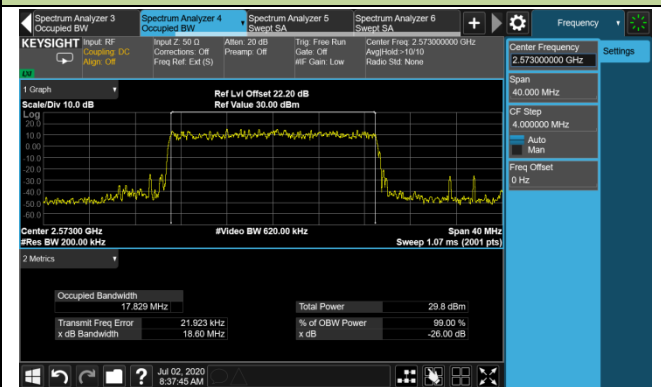 Spectrum Analyzer 3
Occupied BW
Spectrum Analyzer 4
Occupied BW
Spectrum Analyzer 5
Swept SA
Spectrum Analyzer 6
Swept SA
+
Frequency
KEYSIGHT
Input: RF
Coupling: DC
Align: Off
Input Z: 50 Ω
Corrections: Off
Freq Ref: Ext (S)
Atten: 20 dB
Preamp: Off
Trig: Free Run
Gate: Off
#IF Gain: Low
Center Freq: 2.573000000 GHz
Avg|Hold:>10/10
Radio Std: None
Center Frequency
2.573000000 GHz
Settings
Span
40.000 MHz
CF Step
4.000000 MHz
Auto
Man
Freq Offset
0 Hz
1 Graph
Scale/Div 10.0 dB
Ref Lvl Offset 22.20 dB
Ref Value 30.00 dBm
Log
20.0
10.0
0.00
-10.0
-20.0
-30.0
-40.0
-50.0
-60.0
Center 2.57300 GHz
#Video BW 620.00 kHz
Span 40 MHz
#Res BW 200.00 kHz
Sweep 1.07 ms (2001 pts)
2 Metrics
Occupied Bandwidth
17.829 MHz
Total Power
29.8 dBm
Transmit Freq Error
21.923 kHz
% of OBW Power
99.00 %
x dB Bandwidth
18.60 MHz
x dB
-26.00 dB
?
Jul 02, 2020
8:37:45 AM